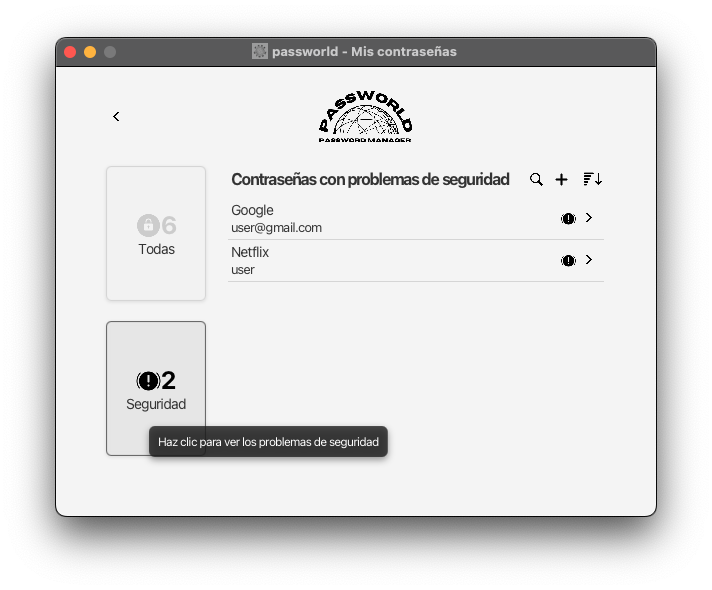 passworld - Mis contraseñas
PASSWORLD
PASSWORD MANAGER
Contraseñas con problemas de seguridad
6
Todas
Google
user@gmail.com
Netflix
user
2
Seguridad
Haz clic para ver los problemas de seguridad